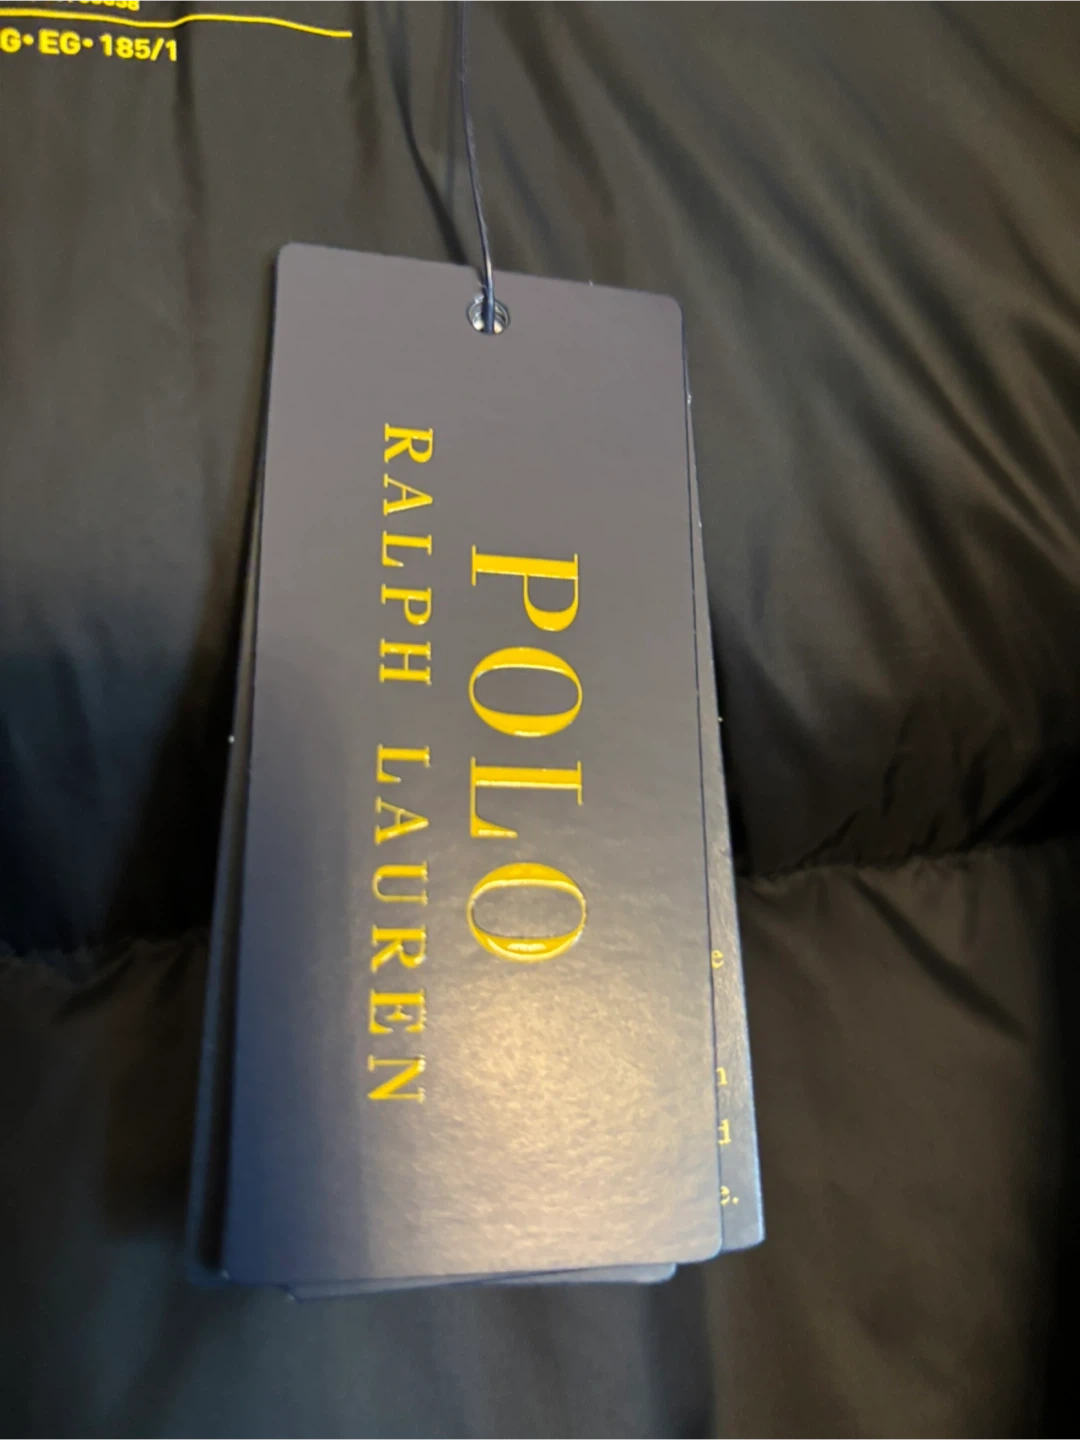 G•EG•185/1
POLO
RALPH LAUREN
e
n
d
e.